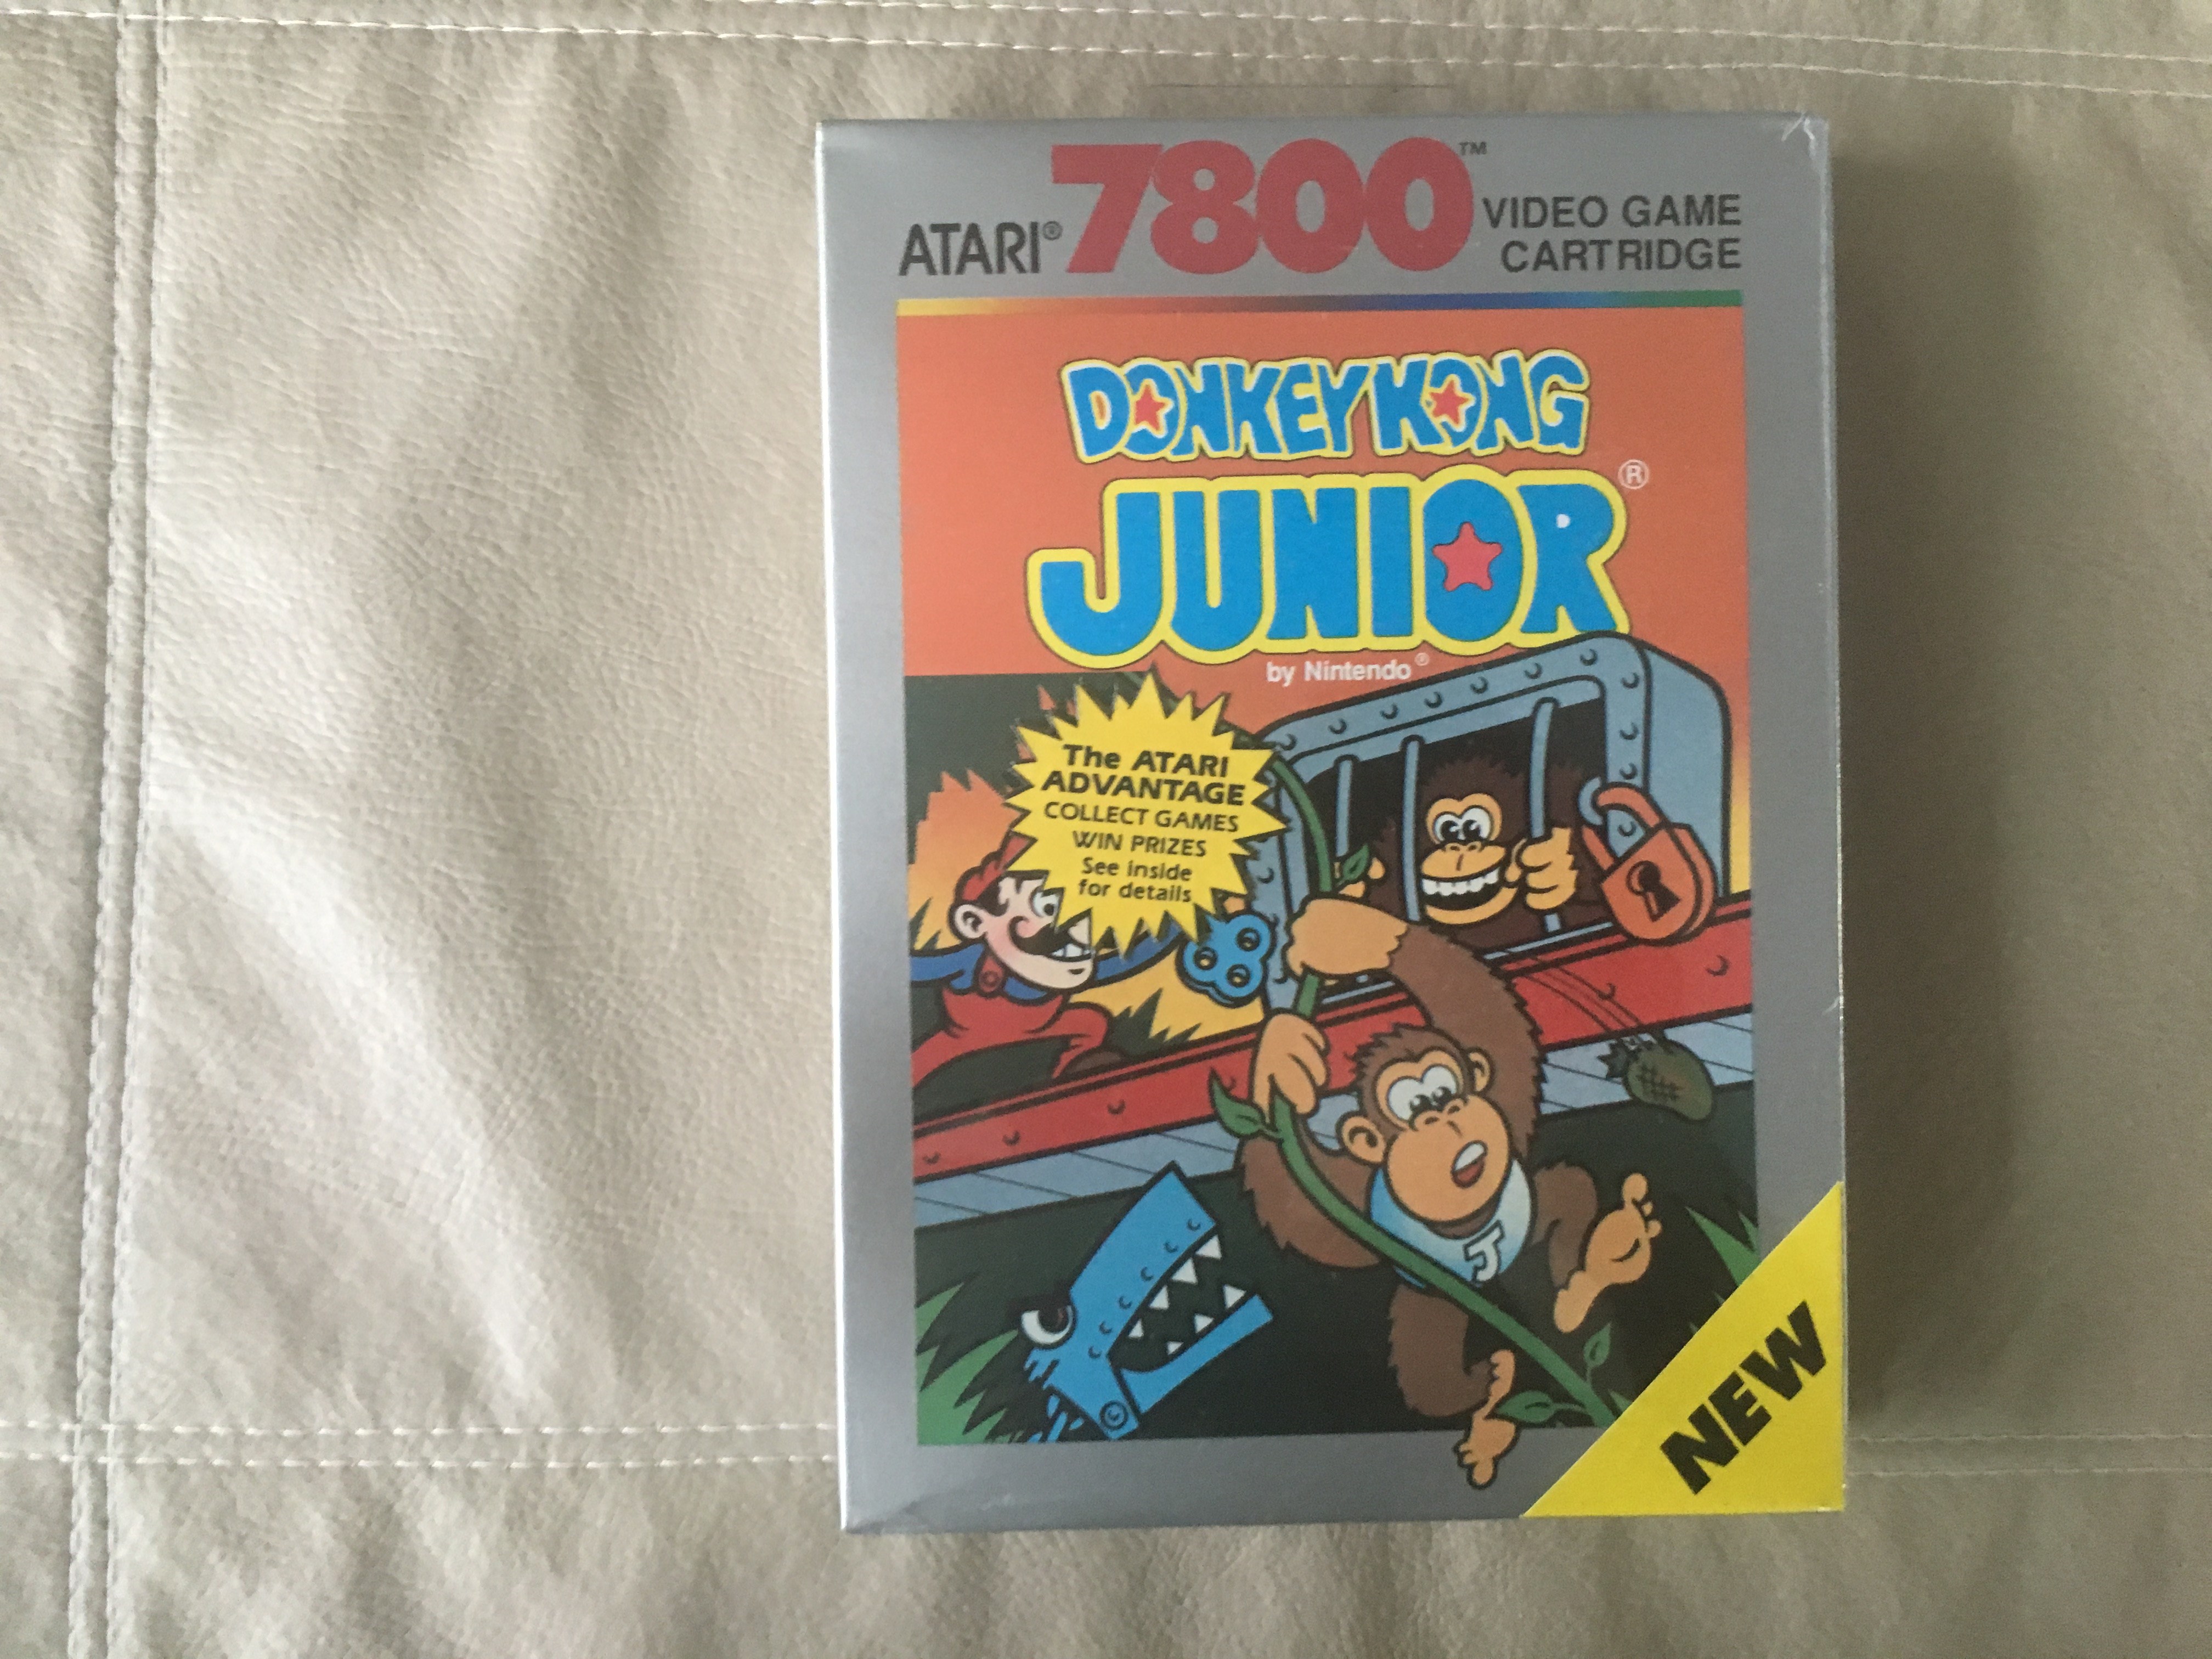 ATARI® 7800™ VIDEO GAME
CARTRIDGE
DONKEY KONG
JUNIOR®
by Nintendo®
The ATARI
ADVANTAGE
COLLECT GAMES
WIN PRIZES
See inside
for details
J
©
NEW